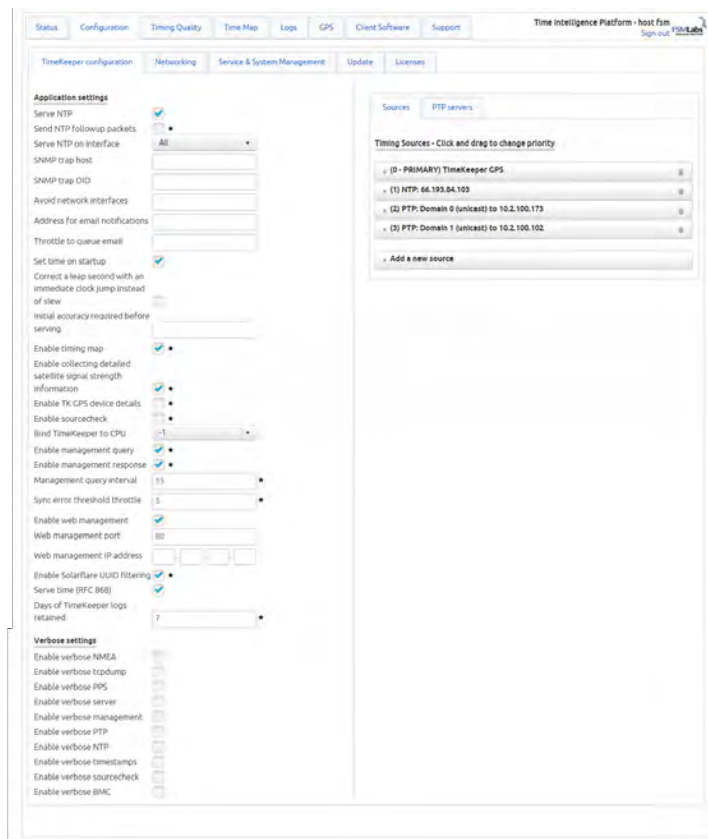 Status Configuration Timing Quality Time Map Logs GPS Client Software Support
Time Intelligence Platform - host fsm
Sign out
FSMLabs
TimeKeeper configuration Networking Service & System Management Update Licenses
Application settings
Serve NTP
Send NTP followup packets
Serve NTP on interface All
SNMP trap host
SNMP trap OID
Avoid network interfaces
Address for email notifications
Throttle to queue email
Set time on startup
Correct a leap second with an
immediate clock jump instead
of slew
Initial accuracy required before
serving
Enable timing map
Enable collecting detailed
satellite signal strength
information
Enable TK GPS device details
Enable sourcecheck
Bind TimeKeeper to CPU -1
Enable management query
Enable management response
Management query interval 15
Sync error threshold throttle 5
Enable web management
Web management port 80
Web management IP address
Enable Solarflare UUID filtering
Serve time (RFC 868)
Days of TimeKeeper logs
retained 7
Verbose settings
Enable verbose NMEA
Enable verbose tcpdump
Enable verbose PPS
Enable verbose server
Enable verbose management
Enable verbose PTP
Enable verbose NTP
Enable verbose timestamps
Enable verbose sourcecheck
Enable verbose BMC
Sources PTP servers
Timing Sources - Click and drag to change priority
(0 - PRIMARY) TimeKeeper GPS
(1) NTP: 66.193.84.103
(2) PTP: Domain 0 (unicast) to 10.2.100.173
(3) PTP: Domain 1 (unicast) to 10.2.100.102
Add a new source